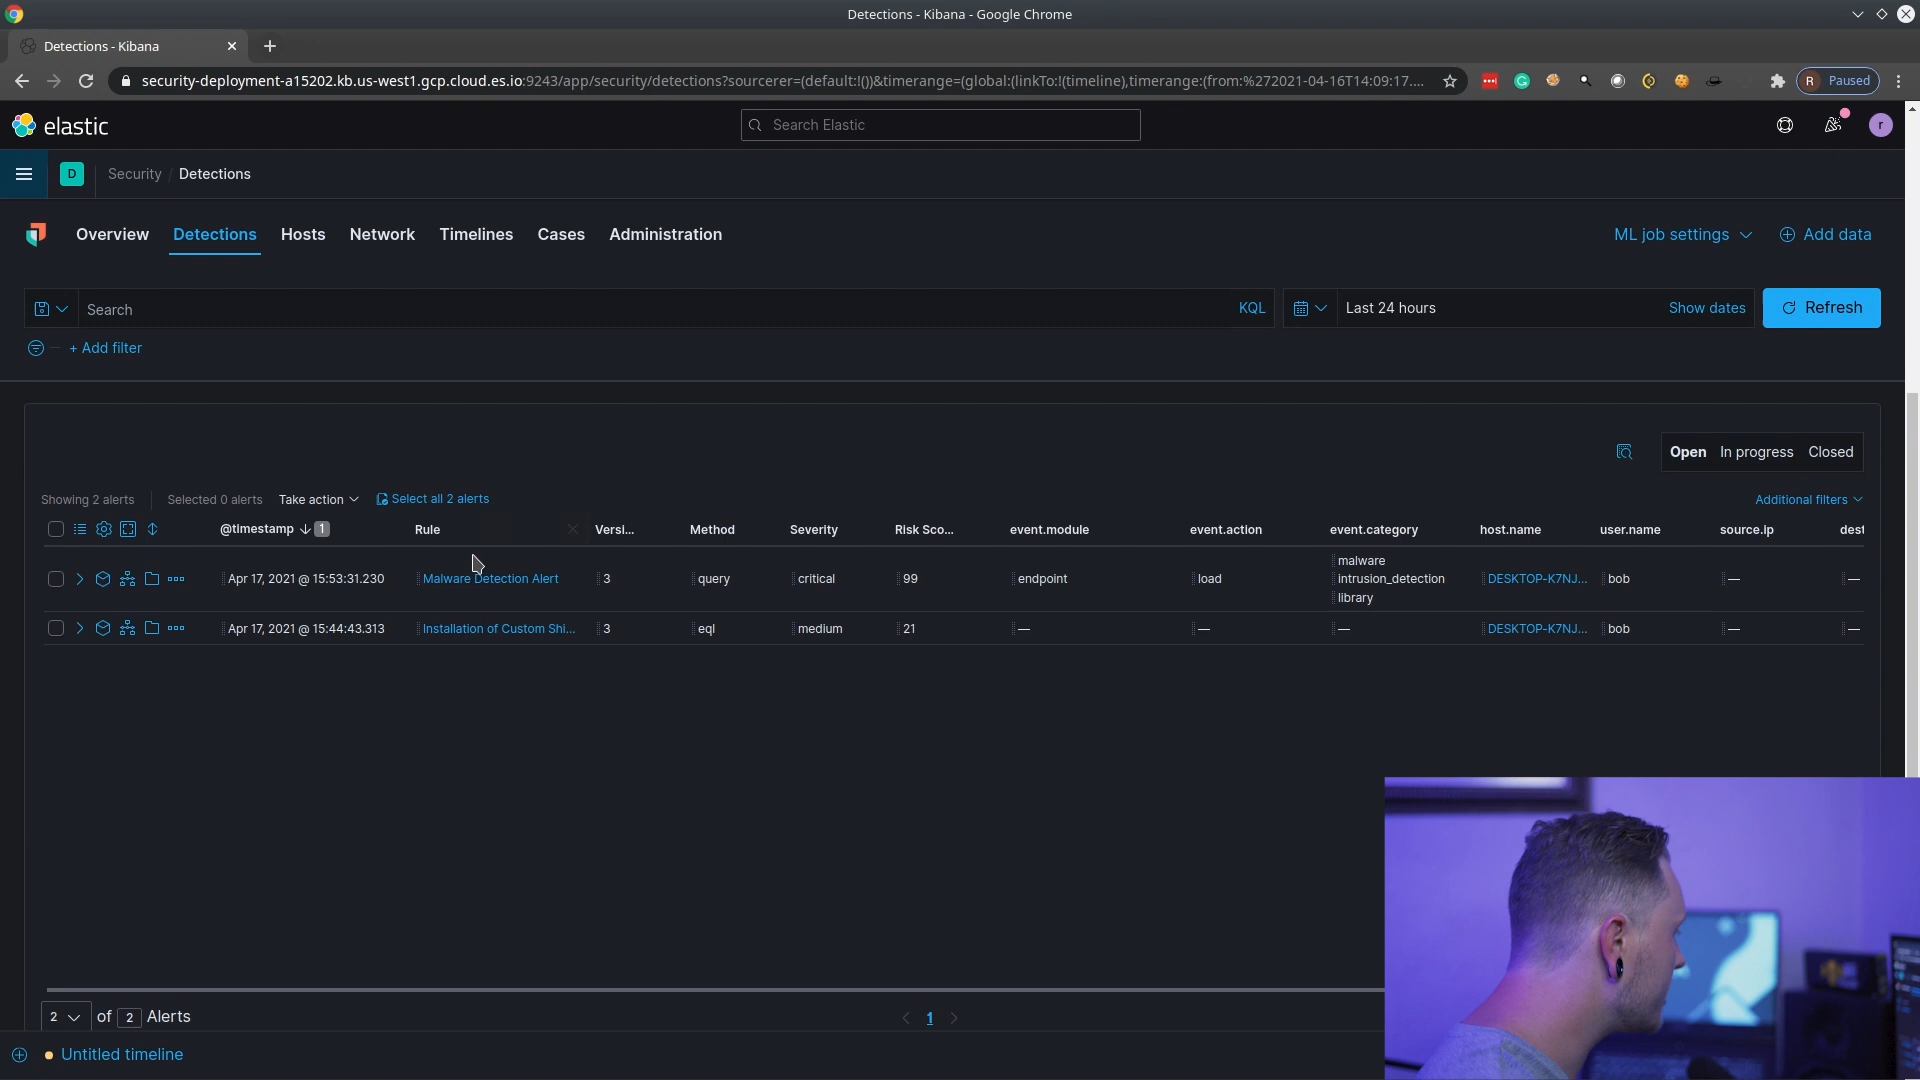 Detections - Kibana - Google Chrome
Detections - Kibana
security-deployment-a15202.kb.us-west1.gcp.cloud.es.io:9243/app/security/detections?sourcerer=(default:!())&timerange=(global:(linkTo:!(timeline),timerange:(from:%272021-04-16T14:09:17.... R Paused
elastic Search Elastic r
D Security / Detections
Overview Detections Hosts Network Timelines Cases Administration ML job settings Add data
Search KQL Last 24 hours Show dates Refresh
+ Add filter
Open In progress Closed
Showing 2 alerts Selected 0 alerts Take action Select all 2 alerts Additional filters
@timestamp 1 Rule Versi... Method Severity Risk Sco... event.module event.action event.category host.name user.name source.ip dest
malware
Apr 17, 2021 @ 15:53:31.230 Malware Detection Alert 3 query critical 99 endpoint load intrusion_detection DESKTOP-K7NJ... bob — —
library
Apr 17, 2021 @ 15:44:43.313 Installation of Custom Shi... 3 eql medium 21 — — — DESKTOP-K7NJ... bob — —
2 of 2 Alerts 1
Untitled timeline